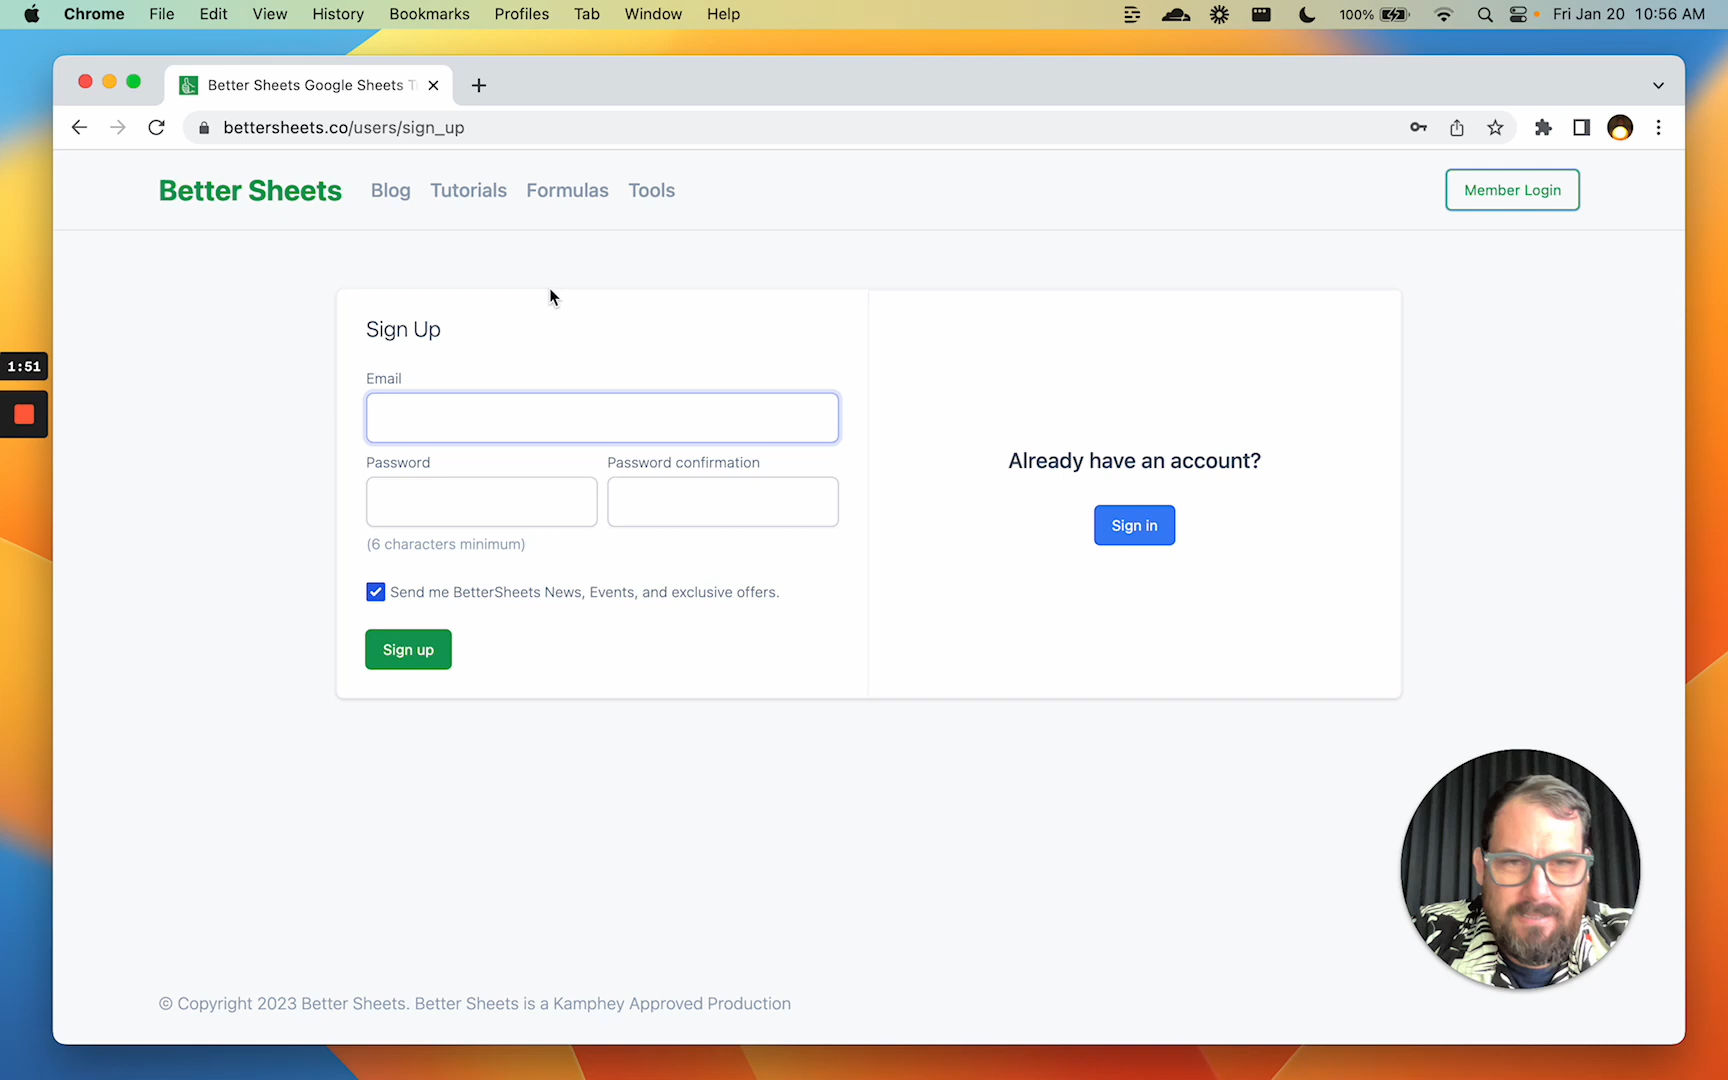 Chrome File Edit View History Bookmarks Profiles Tab Window Help 100% Fri Jan 20 10:56 AM
Better Sheets Google Sheets
bettersheets.co/users/sign_up
Better Sheets Blog Tutorials Formulas Tools Member Login
1:51
Sign Up
Email
Password Password confirmation
(6 characters minimum)
Send me BetterSheets News, Events, and exclusive offers.
Sign up
Already have an account?
Sign in
© Copyright 2023 Better Sheets. Better Sheets is a Kamphey Approved Production